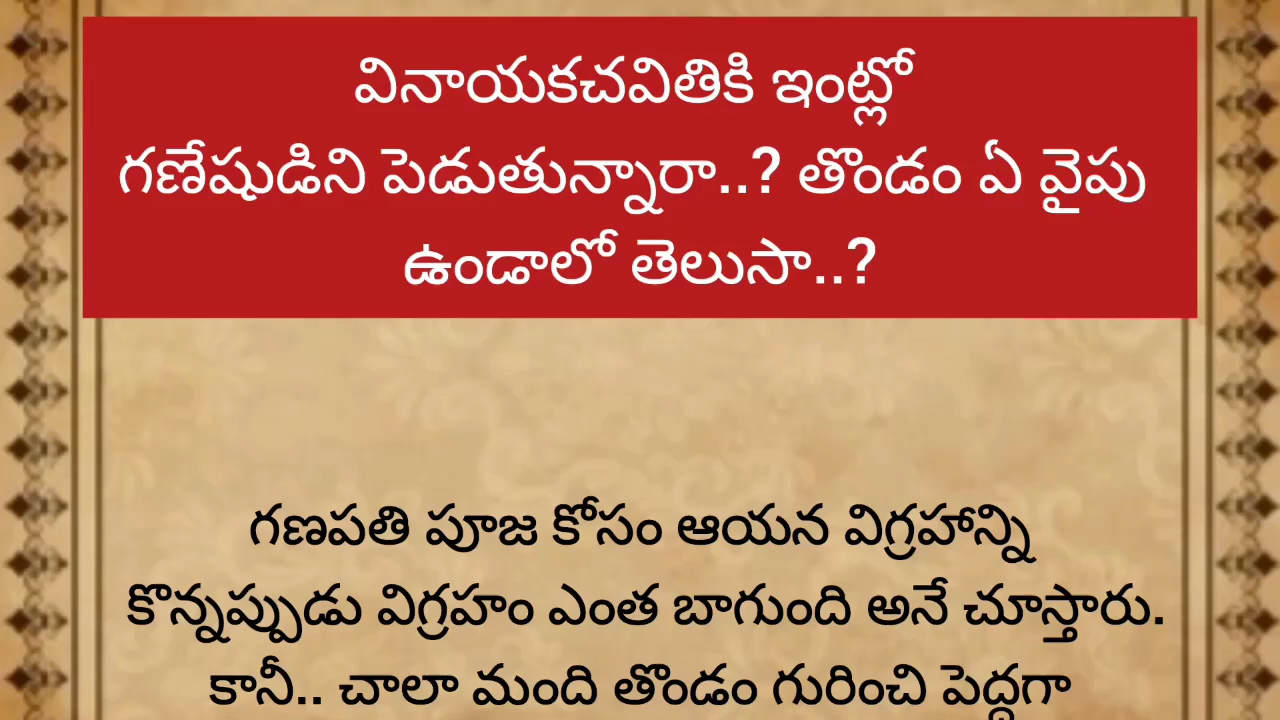 వినాయకచవితికి ఇంట్లో
గణేషుడిని పెడుతున్నారా..? తొండం ఏ వైపు
ఉండాలో తెలుసా..?
గణపతి పూజ కోసం ఆయన విగ్రహాన్ని
కొన్నప్పుడు విగ్రహం ఎంత బాగుంది అనే చూస్తారు.
కానీ.. చాలా మంది తొండం గురించి పెద్దగా